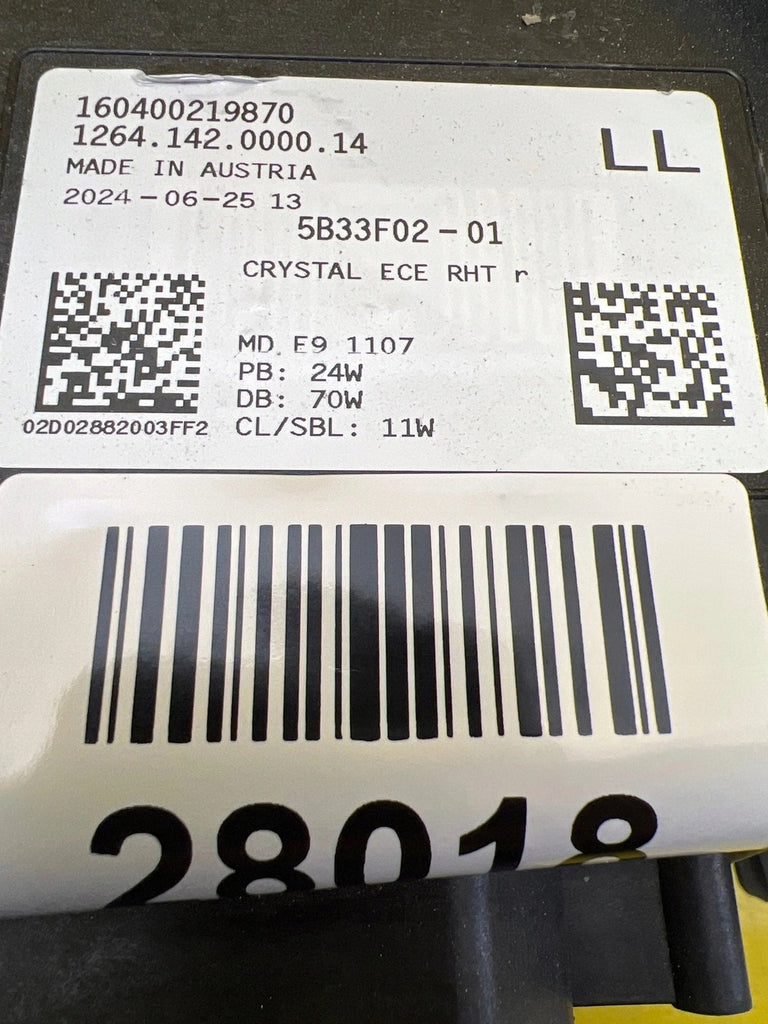 160400219870
1264.142.0000.14
LL
MADE IN AUSTRIA
2024-06-25 13
5B33F02-01
CRYSTAL ECE RHT r
MD E9 1107
PB: 24W
DB: 70W
CL/SBL: 11W
02D02882003FF2
28018